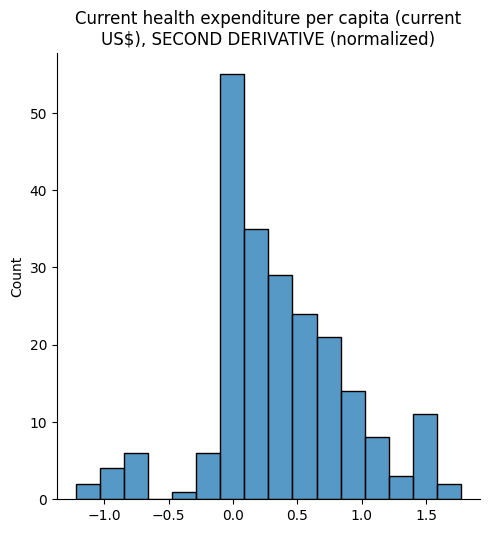 Current health expenditure per capita (current
US$), SECOND DERIVATIVE (normalized)
50
40
30
20
10
0
Count
−1.0 −0.5 0.0 0.5 1.0 1.5